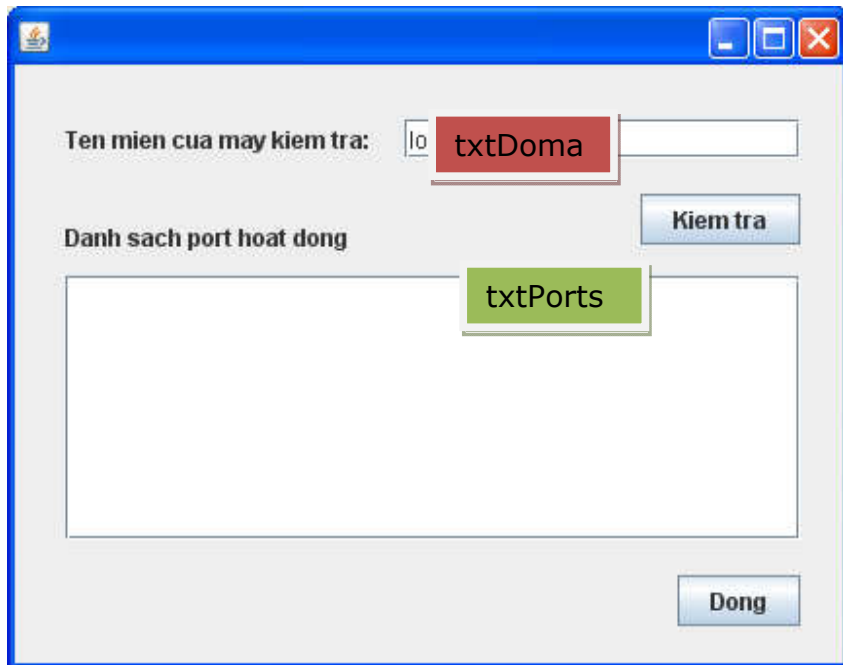 Ten mien cua may kiem tra: lo txtDoma
Kiem tra
Danh sach port hoat dong
txtPorts
Dong